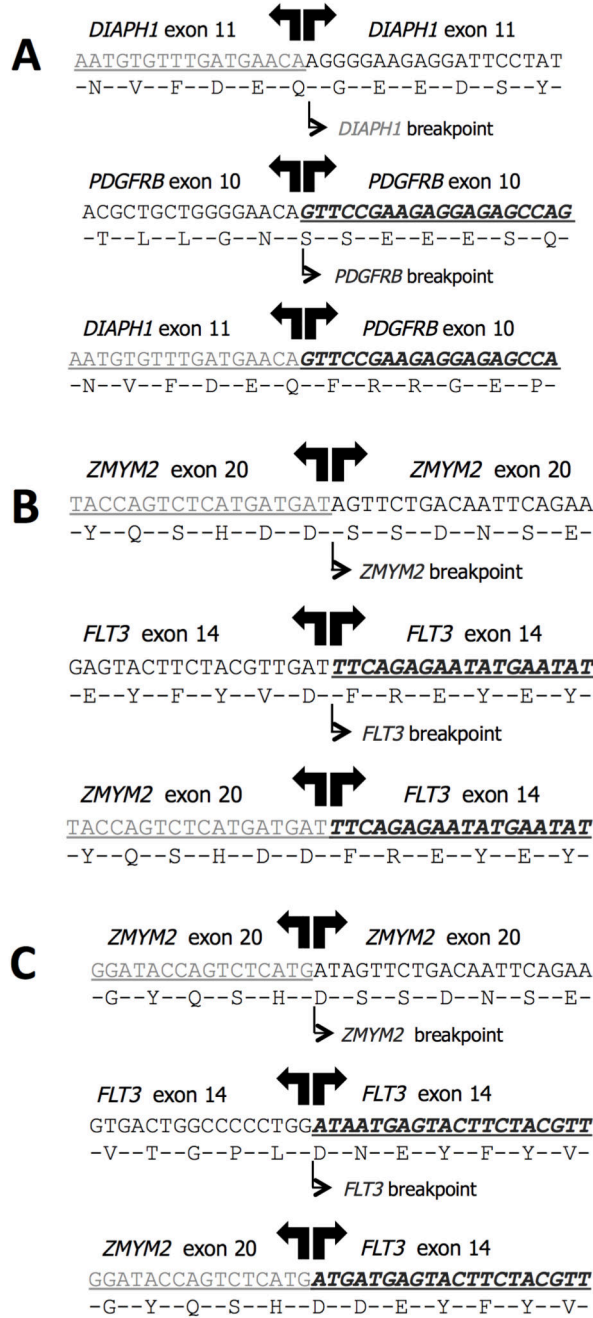 A
DIAPH1 exon 11 DIAPH1 exon 11
AATGTGTTTGATGAACAAGGGGAAGAGGATTCCTAT
–N––V––F––D––E––Q––G––E––E––D––S––Y–
DIAPH1 breakpoint
PDGFRB exon 10 PDGFRB exon 10
ACGCTGCTGGGGAACAGTTCCGAAGAGGAGAGCCAG
–T––L––L––G––N––S––S––E––E––E––S––Q–
PDGFRB breakpoint
DIAPH1 exon 11 PDGFRB exon 10
AATGTGTTTGATGAACAGTTCCGAAGAGGAGAGCCA
–N––V––F––D––E––Q––F––R––R––G––E––P–
B
ZMYM2 exon 20 ZMYM2 exon 20
TACCAGTCTCATGATGATAGTTCTGACAATTCAGAA
–Y––Q––S––H––D––D––S––S––D––N––S––E–
ZMYM2 breakpoint
FLT3 exon 14 FLT3 exon 14
GAGTACTTCTACGTTGATTTCAGAGAATATGAATAT
–E––Y––F––Y––V––D––F––R––E––Y––E––Y–
FLT3 breakpoint
ZMYM2 exon 20 FLT3 exon 14
TACCAGTCTCATGATGATTTCAGAGAATATGAATAT
–Y––Q––S––H––D––D––F––R––E––Y––E––Y–
C
ZMYM2 exon 20 ZMYM2 exon 20
GGATACCAGTCTCATGATAGTTCTGACAATTCAGAA
–G––Y––Q––S––H––D––S––S––D––N––S––E–
ZMYM2 breakpoint
FLT3 exon 14 FLT3 exon 14
GTGACTGGCCCCCTGGATAATGAGTACTTCTACGTT
–V––T––G––P––L––D––N––E––Y––F––Y––V–
FLT3 breakpoint
ZMYM2 exon 20 FLT3 exon 14
GGATACCAGTCTCATGATGATGAGTACTTCTACGTT
–G––Y––Q––S––H––D––D––E––Y––F––Y––V–